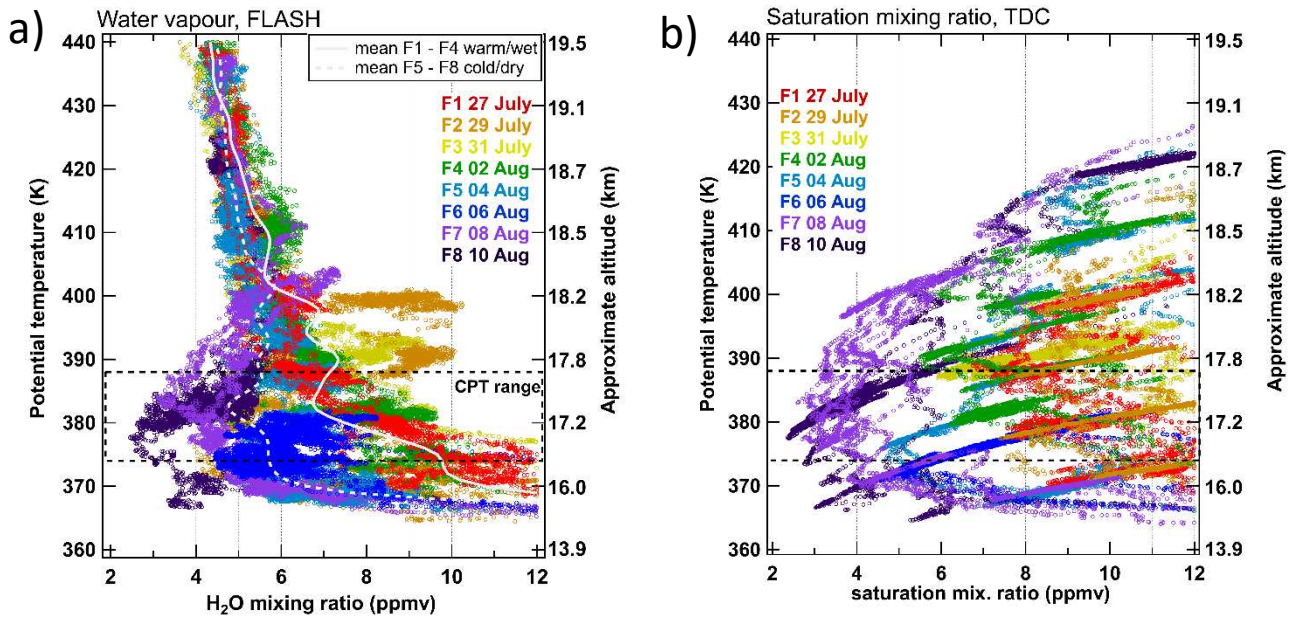 a)
Water vapour, FLASH
440
430
420
410
400
390
380
370
360
Potential temperature (K)
2
4
6
8
10
12
H2O mixing ratio (ppmv)
19.5
19.1
18.7
18.5
18.2
17.8
17.2
16.0
13.9
Approximate altitude (km)
mean F1 - F4 warm/wet
mean F5 - F8 cold/dry
F1 27 July
F2 29 July
F3 31 July
F4 02 Aug
F5 04 Aug
F6 06 Aug
F7 08 Aug
F8 10 Aug
CPT range
b)
Saturation mixing ratio, TDC
440
430
420
410
400
390
380
370
360
Potential temperature (K)
2
4
6
8
10
12
saturation mix. ratio (ppmv)
19.5
19.1
18.7
18.5
18.2
17.8
17.2
16.0
13.9
Approximate altitude (km)
F1 27 July
F2 29 July
F3 31 July
F4 02 Aug
F5 04 Aug
F6 06 Aug
F7 08 Aug
F8 10 Aug